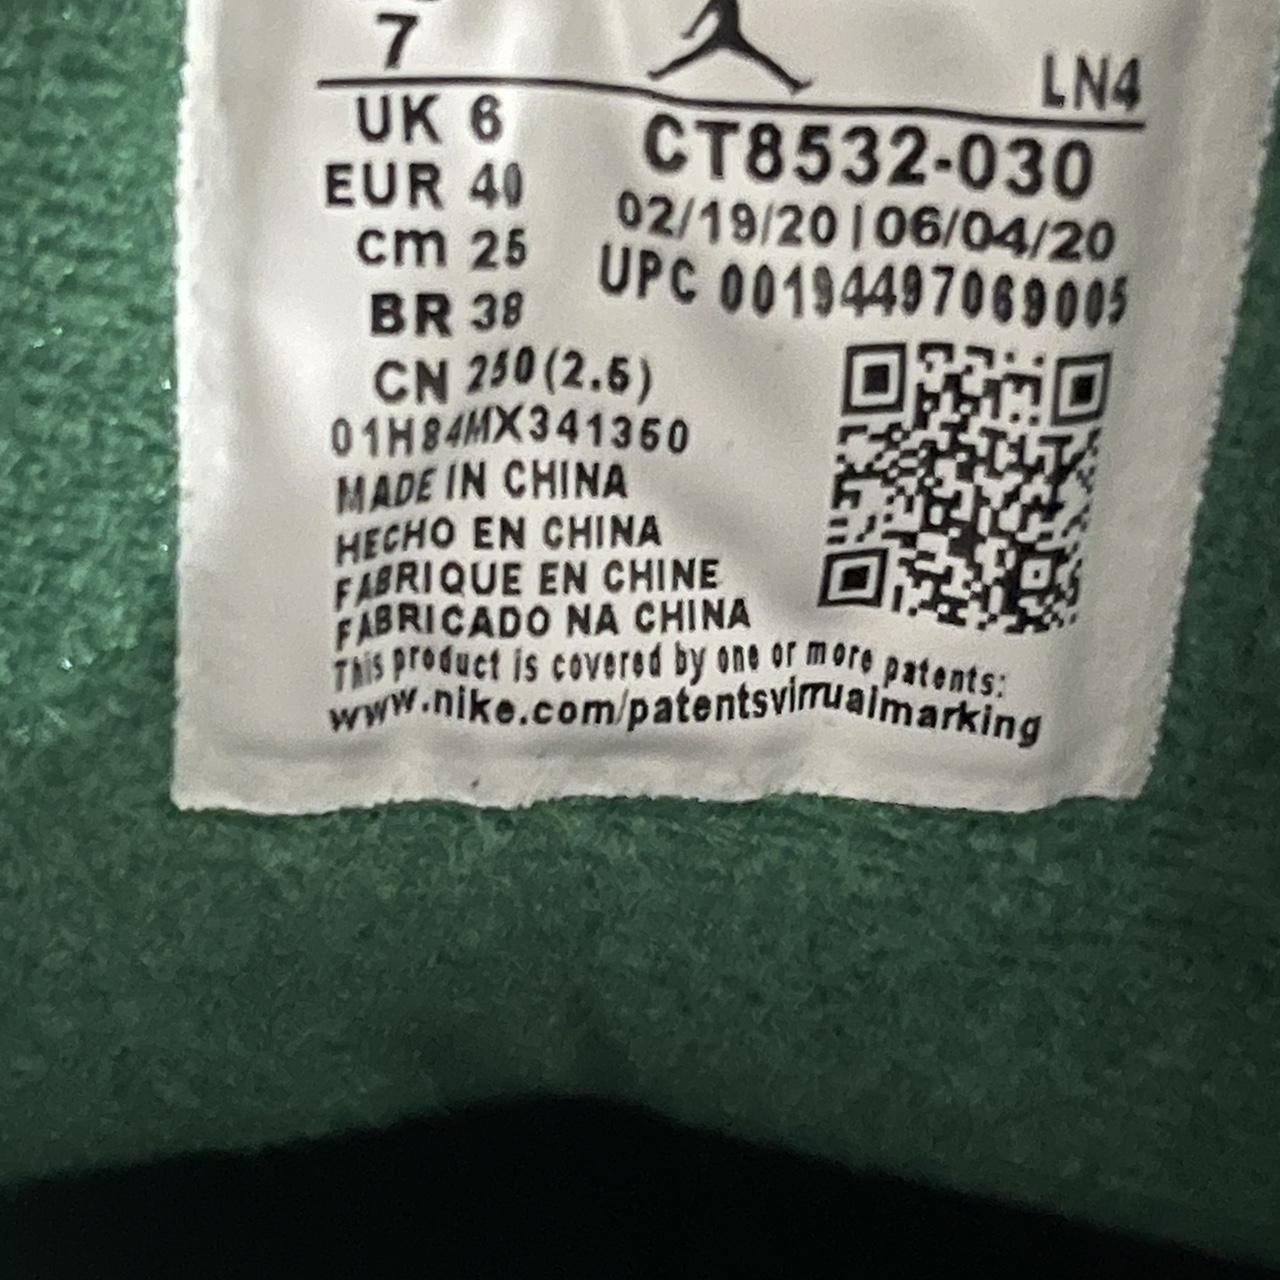 7
LN4
UK 6
EUR 40
cm 25
BR 38
CN 250(2.5)
CT8532-030
02/19/20|06/04/20
UPC 00194497069005
01H84MX341350
MADE IN CHINA
HECHO EN CHINA
FABRIQUE EN CHINE
FABRICADO NA CHINA
This product is covered by one or more patents:
www.nike.com/patentsvirrualmarking